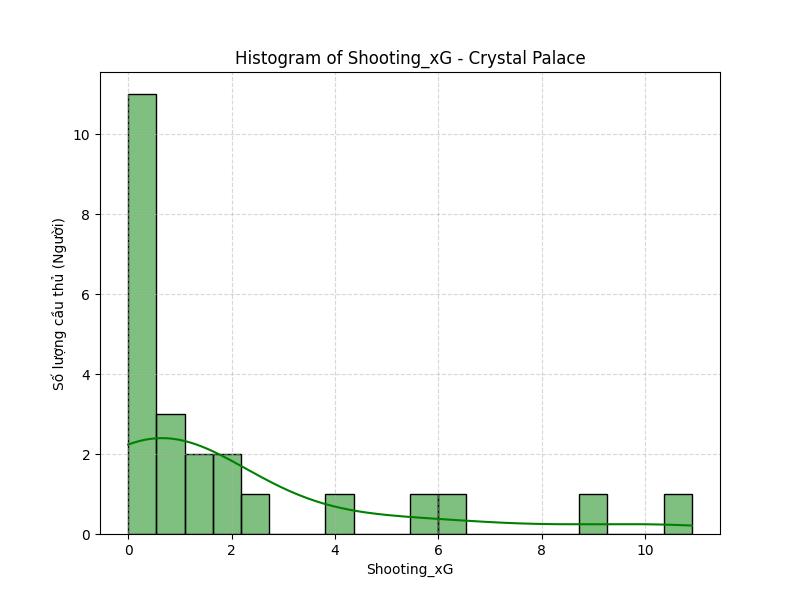 Histogram of Shooting_xG - Crystal Palace
Số lượng cầu thủ (Người)
10
8
6
4
2
0
0 2 4 6 8 10
Shooting_xG